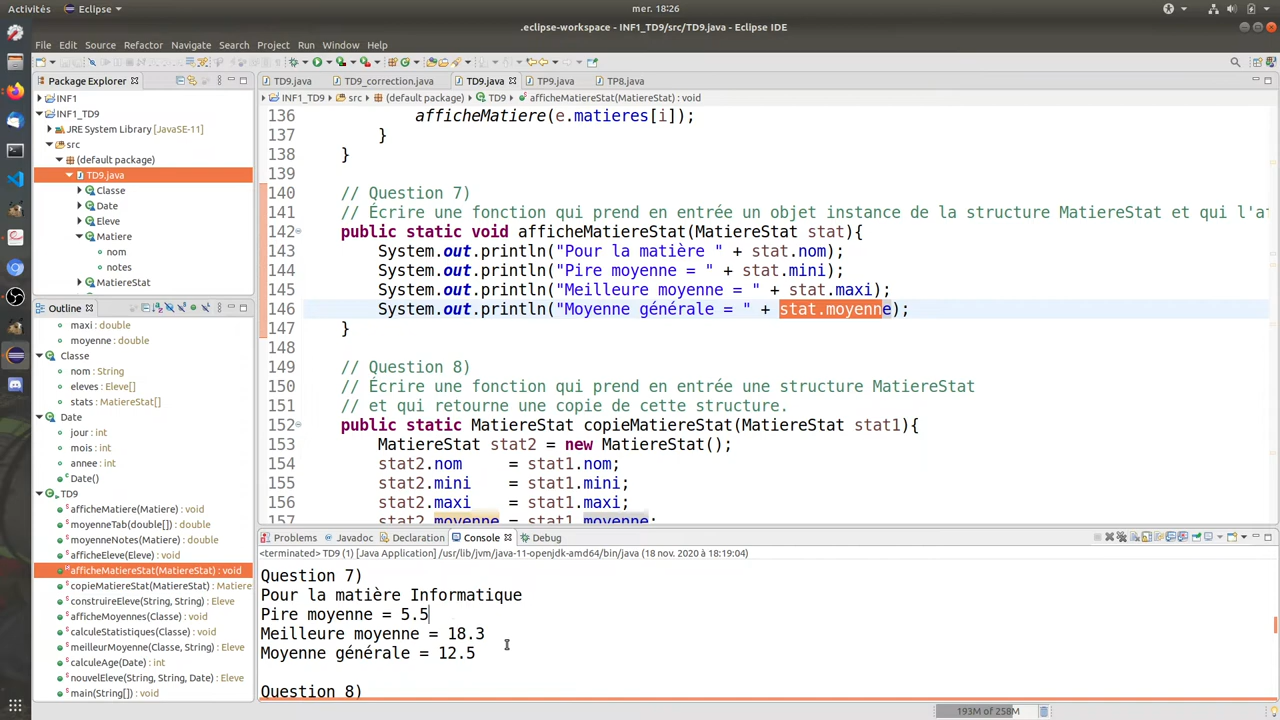 Activités
Eclipse
mer. 18:26
.eclipse-workspace - INF1_TD9/src/TD9.java - Eclipse IDE
File Edit Source Refactor Navigate Search Project Run Window Help
Package Explorer
INF1
INF1_TD9
JRE System Library [JavaSE-11]
src
(default package)
TD9.java
Classe
Date
Eleve
Matiere
nom
notes
MatiereStat
Outline
maxi : double
moyenne : double
Classe
nom : String
eleves : Eleve[]
stats : MatiereStat[]
Date
jour : int
mois : int
annee : int
Date()
TD9
afficheMatiere(Matiere) : void
moyenneTab(double[]) : double
moyenneNotes(Matiere) : double
afficheEleve(Eleve) : void
afficheMatiereStat(MatiereStat) : void
copieMatiereStat(MatiereStat) : Matiere
construireEleve(String, String) : Eleve
afficheMoyennes(Classe) : void
calculeStatistiques(Classe) : void
meilleurMoyenne(Classe, String) : Eleve
calculeAge(Date) : int
nouvelEleve(String, String, Date) : Eleve
main(String[]) : void
TD9.java TD9_correction.java TD9.java TP9.java TP8.java
INF1_TD9 src (default package) TD9 afficheMatiereStat(MatiereStat) : void
136 afficheMatiere(e.matieres[i]);
137 }
138 }
139
140 // Question 7)
141 // Écrire une fonction qui prend en entrée un objet instance de la structure MatiereStat et qui l'a
142 public static void afficheMatiereStat(MatiereStat stat){
143 System.out.println("Pour la matière " + stat.nom);
144 System.out.println("Pire moyenne = " + stat.mini);
145 System.out.println("Meilleure moyenne = " + stat.maxi);
146 System.out.println("Moyenne générale = " + stat.moyenne);
147 }
148
149 // Question 8)
150 // Écrire une fonction qui prend en entrée une structure MatiereStat
151 // et qui retourne une copie de cette structure.
152 public static MatiereStat copieMatiereStat(MatiereStat stat1){
153 MatiereStat stat2 = new MatiereStat();
154 stat2.nom = stat1.nom;
155 stat2.mini = stat1.mini;
156 stat2.maxi = stat1.maxi;
157 stat2.moyenne = stat1.moyenne;
Problems Javadoc Declaration Console Debug
<terminated> TD9 (1) [Java Application] /usr/lib/jvm/java-11-openjdk-amd64/bin/java (18 nov. 2020 à 18:19:04)
Question 7)
Pour la matière Informatique
Pire moyenne = 5.5
Meilleure moyenne = 18.3
Moyenne générale = 12.5
Question 8)
193M of 258M